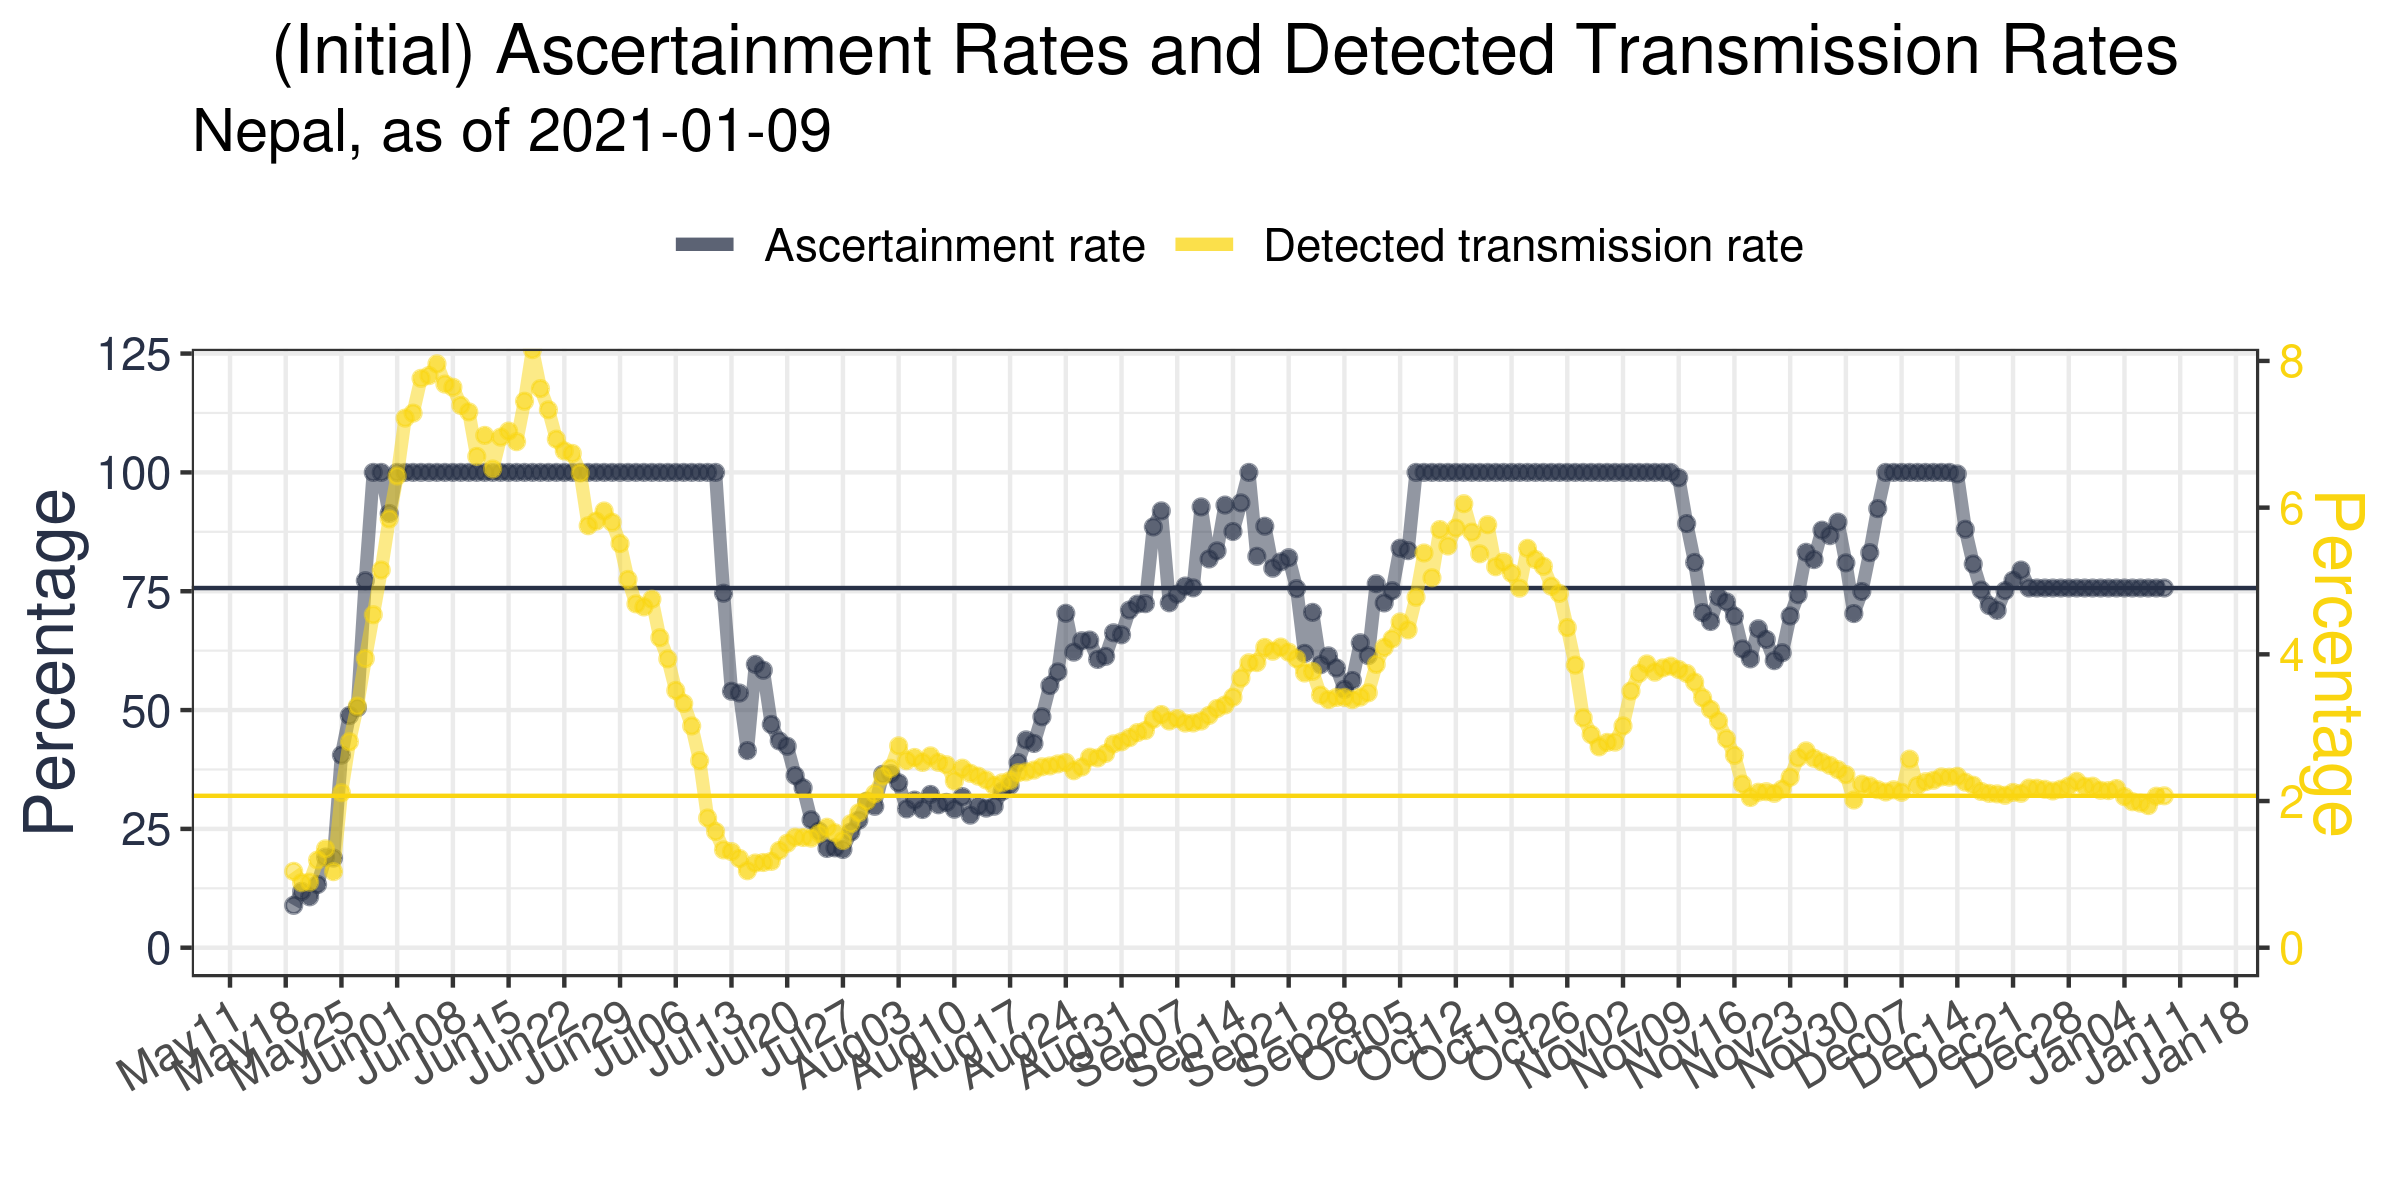 (Initial) Ascertainment Rates and Detected Transmission Rates
Nepal, as of 2021-01-09
Ascertainment rate
Detected transmission rate
Percentage
125
100
75
50
25
0
8
6
4
2
0
Percentage
May11
May18
May25
Jun01
Jun08
Jun15
Jun22
Jun29
Jul06
Jul13
Jul20
Jul27
Aug03
Aug10
Aug17
Aug24
Aug31
Sep07
Sep14
Sep21
Sep28
Oct05
Oct12
Oct19
Oct26
Nov02
Nov09
Nov16
Nov23
Nov30
Dec07
Dec14
Dec21
Dec28
Jan04
Jan11
Jan18